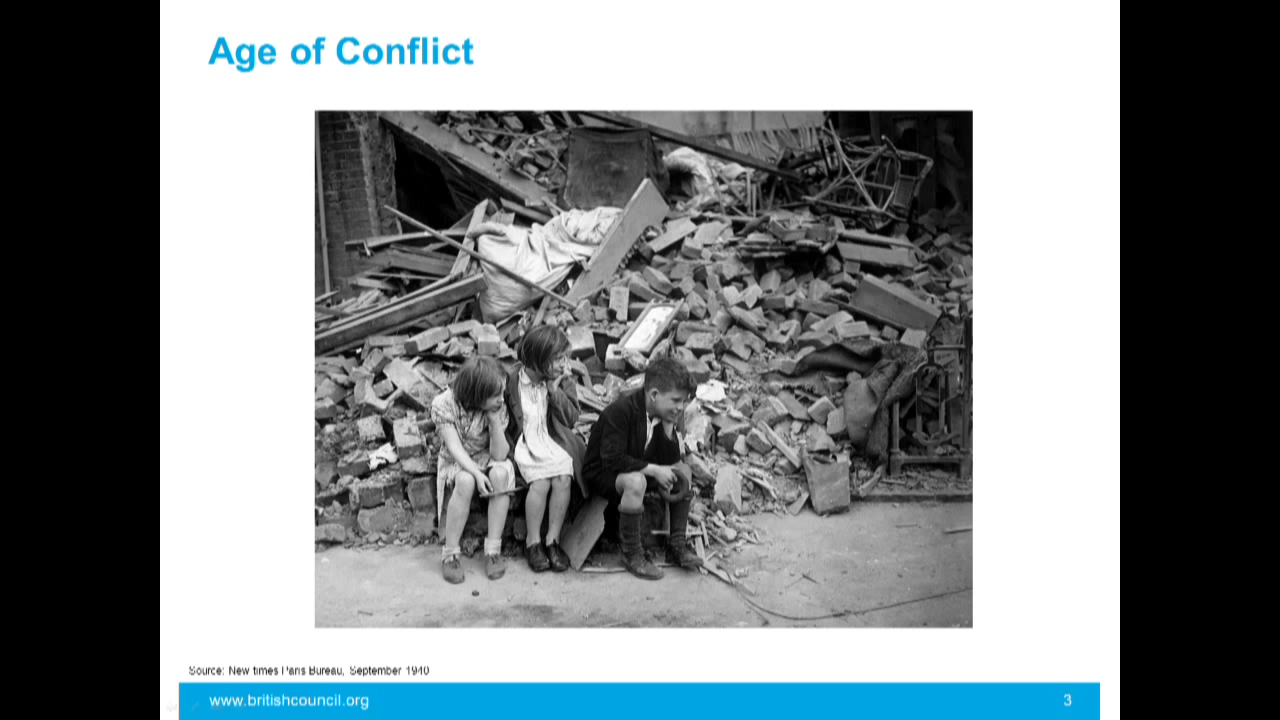 Age of Conflict
Source: New times Paris Bureau, September 1940
www.britishcouncil.org
3